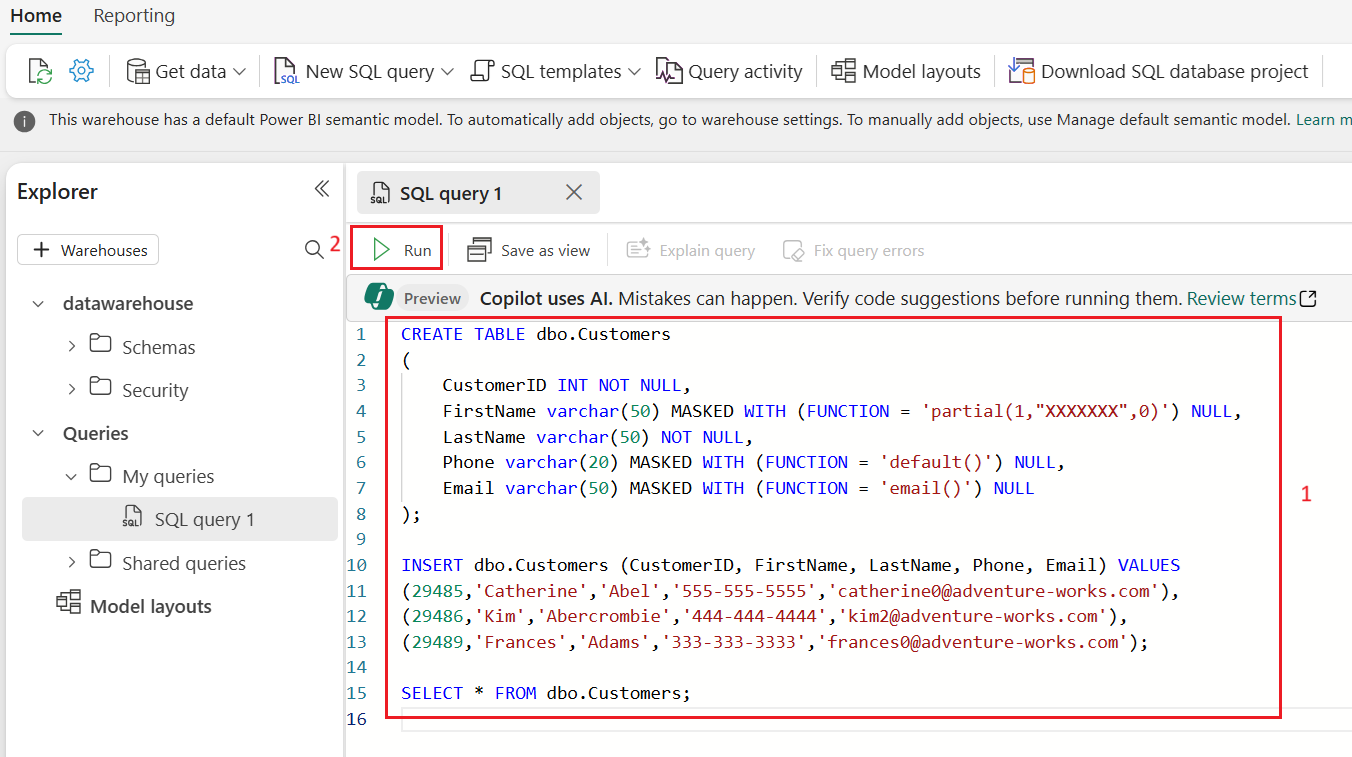 Home Reporting
Get data New SQL query SQL templates Query activity Model layouts Download SQL database project
This warehouse has a default Power BI semantic model. To automatically add objects, go to warehouse settings. To manually add objects, use Manage default semantic model. Learn m
Explorer
+ Warehouses
datawarehouse
Schemas
Security
Queries
My queries
SQL query 1
Shared queries
Model layouts
SQL query 1
2 Run Save as view Explain query Fix query errors
Preview Copilot uses AI. Mistakes can happen. Verify code suggestions before running them. Review terms
1 CREATE TABLE dbo.Customers
2 (
3 CustomerID INT NOT NULL,
4 FirstName varchar(50) MASKED WITH (FUNCTION = 'partial(1,"XXXXXXX",0)') NULL,
5 LastName varchar(50) NOT NULL,
6 Phone varchar(20) MASKED WITH (FUNCTION = 'default()') NULL,
7 Email varchar(50) MASKED WITH (FUNCTION = 'email()') NULL
8 );
9
10 INSERT dbo.Customers (CustomerID, FirstName, LastName, Phone, Email) VALUES
11 (29485,'Catherine','Abel','555-555-5555','catherine0@adventure-works.com'),
12 (29486,'Kim','Abercrombie','444-444-4444','kim2@adventure-works.com'),
13 (29489,'Frances','Adams','333-333-3333','frances0@adventure-works.com');
14
15 SELECT * FROM dbo.Customers;
16
1